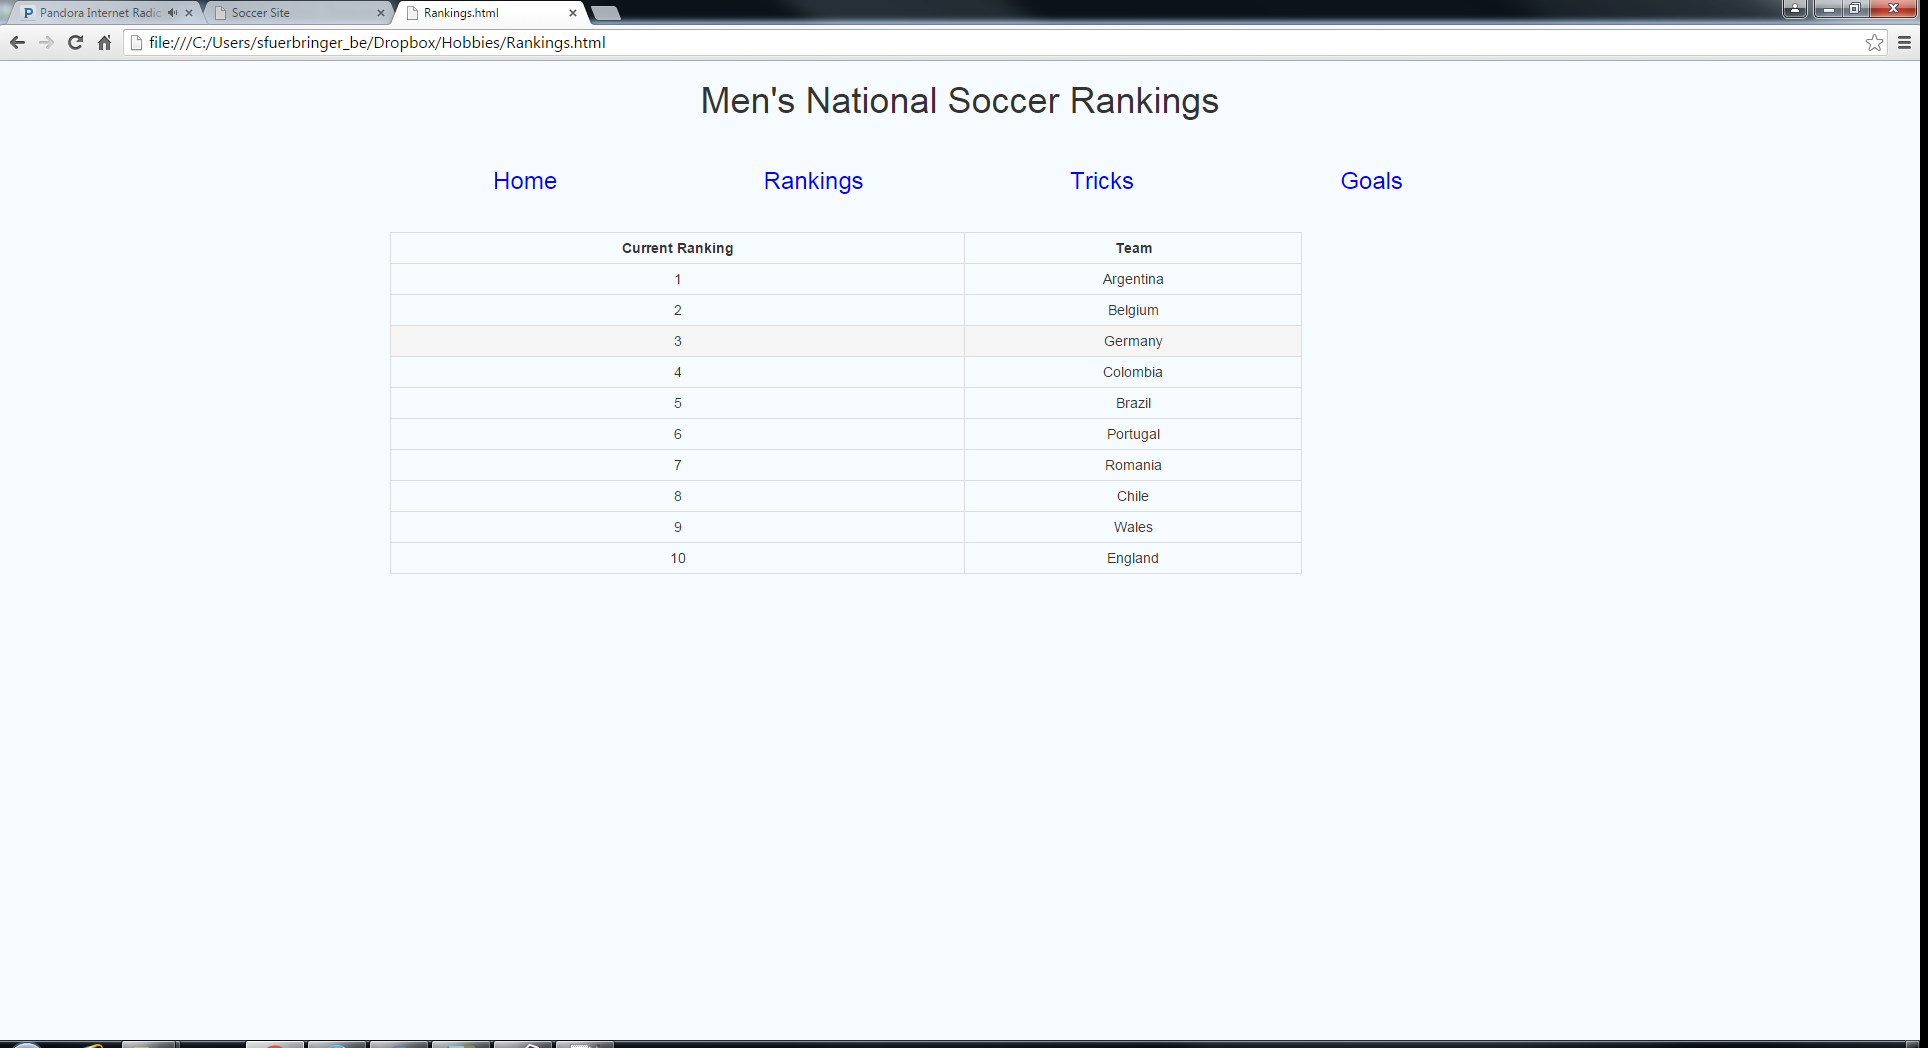 Pandora Internet Radio Soccer Site Rankings.html
file:///C:/Users/sfuerbringer_be/Dropbox/Hobbies/Rankings.html
Men's National Soccer Rankings
Home Rankings Tricks Goals
Current Ranking Team
1 Argentina
2 Belgium
3 Germany
4 Colombia
5 Brazil
6 Portugal
7 Romania
8 Chile
9 Wales
10 England